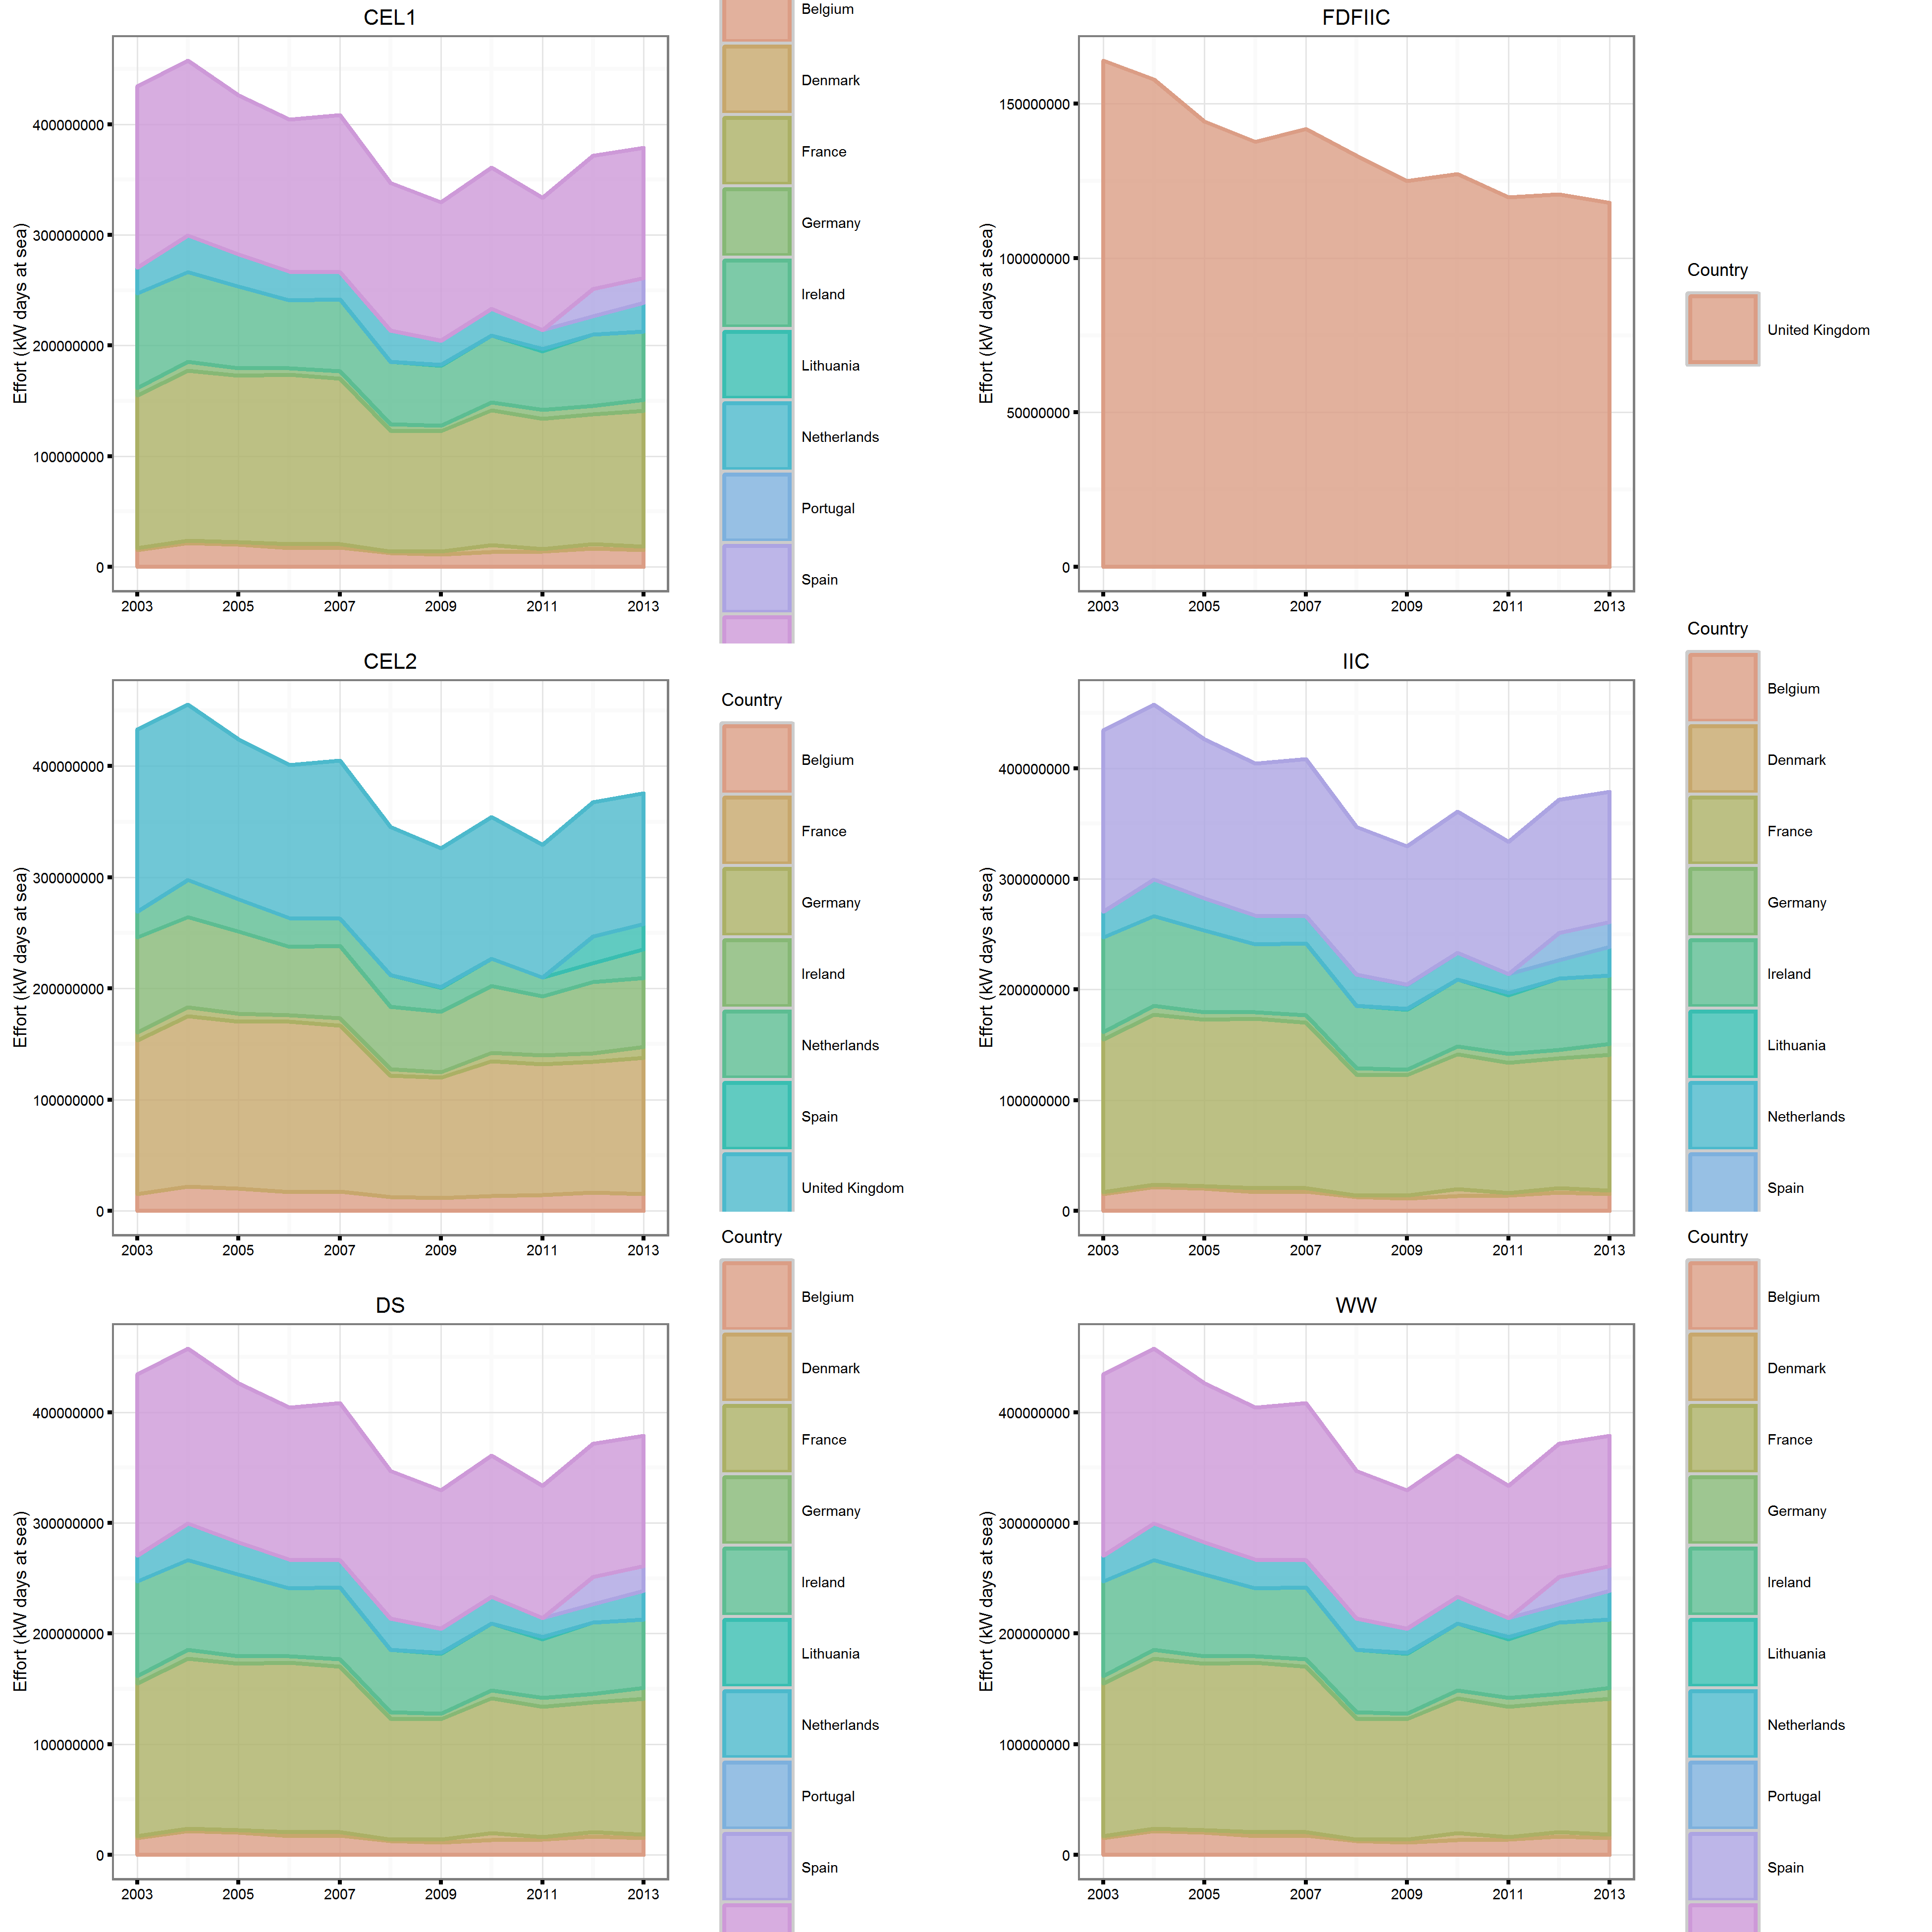 CEL1
Effort (kW days at sea)
400000000
300000000
200000000
100000000
0
2003 2005 2007 2009 2011 2013
Belgium
Denmark
France
Germany
Ireland
Lithuania
Netherlands
Portugal
Spain
FDFIIC
Effort (kW days at sea)
150000000
100000000
50000000
0
2003 2005 2007 2009 2011 2013
Country
United Kingdom
CEL2
Effort (kW days at sea)
400000000
300000000
200000000
100000000
0
2003 2005 2007 2009 2011 2013
Country
Belgium
France
Germany
Ireland
Netherlands
Spain
United Kingdom
IIC
Effort (kW days at sea)
400000000
300000000
200000000
100000000
0
2003 2005 2007 2009 2011 2013
Country
Belgium
Denmark
France
Germany
Ireland
Lithuania
Netherlands
Spain
DS
Effort (kW days at sea)
400000000
300000000
200000000
100000000
0
2003 2005 2007 2009 2011 2013
Country
Belgium
Denmark
France
Germany
Ireland
Lithuania
Netherlands
Portugal
Spain
WW
Effort (kW days at sea)
400000000
300000000
200000000
100000000
0
2003 2005 2007 2009 2011 2013
Country
Belgium
Denmark
France
Germany
Ireland
Lithuania
Netherlands
Portugal
Spain